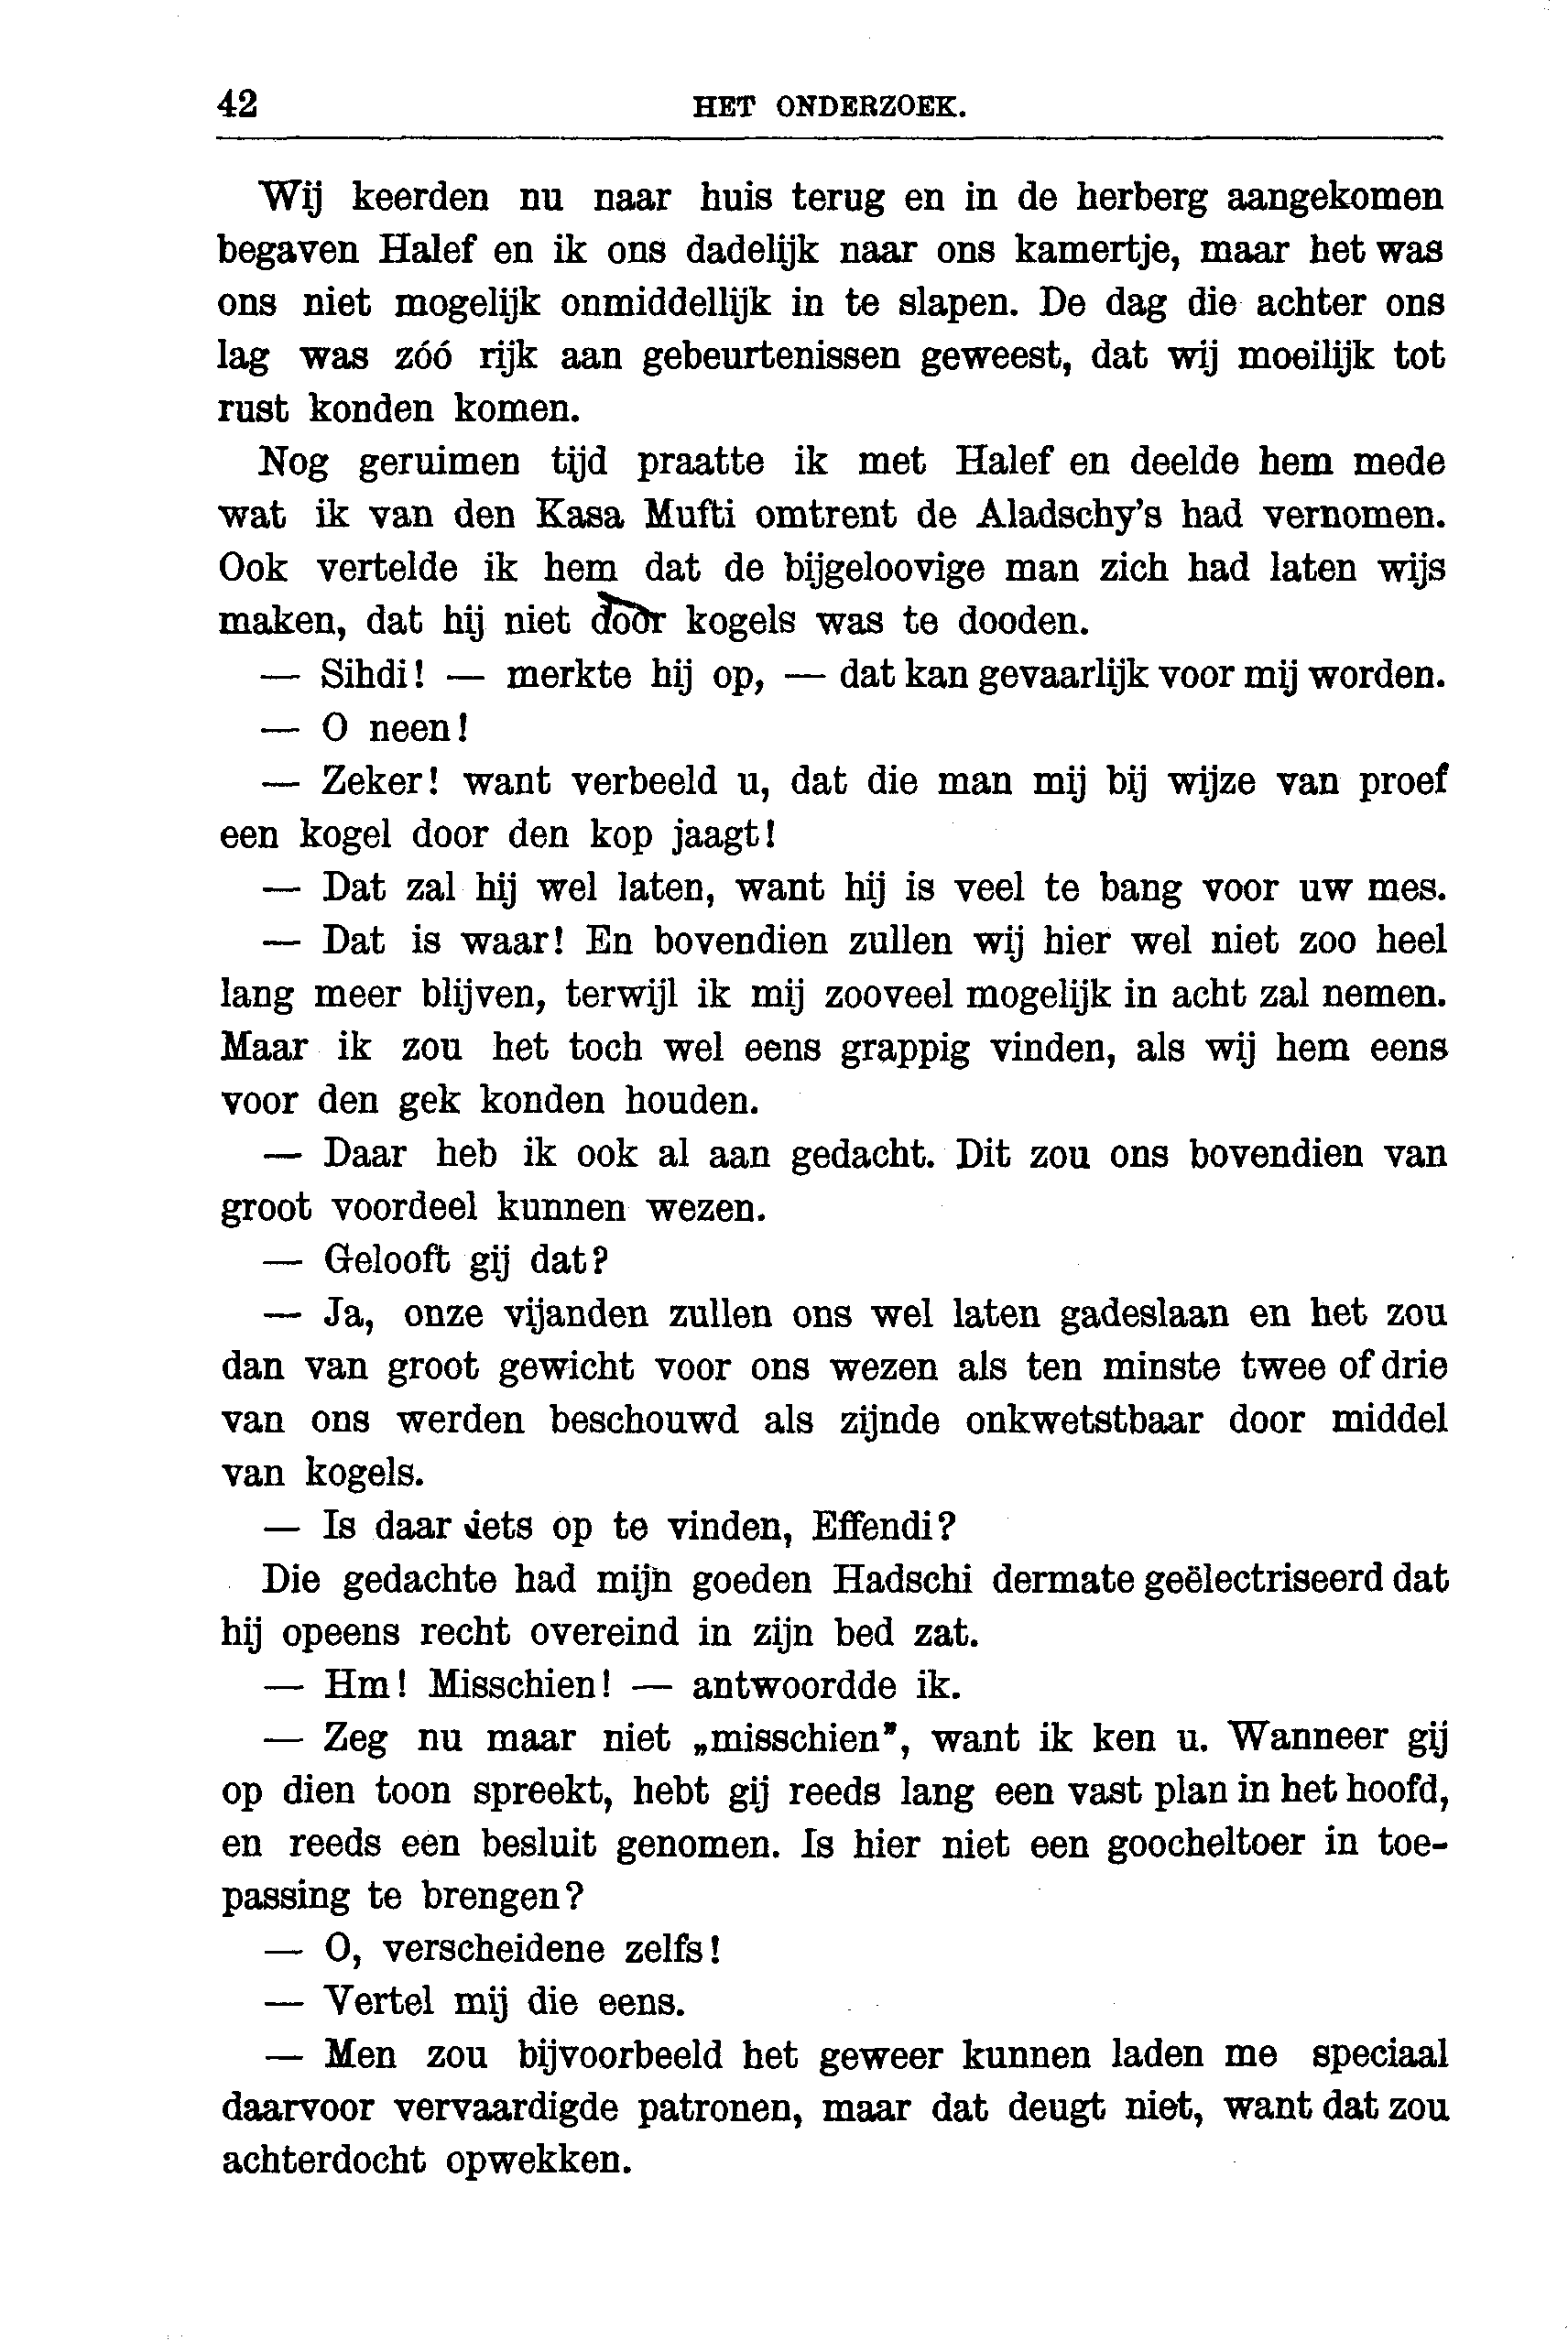 42 HET ONDERZOEK.
Wij keerden nu naar huis terug en in de herberg aangekomen
begaven Halef en ik ons dadelijk naar ons kamertje, maar het was
ons niet mogelijk onmiddellijk in te slapen. De dag die achter ons
lag was zóó rijk aan gebeurtenissen geweest, dat wij moeilijk tot
rust konden komen.
Nog geruimen tijd praatte ik met Halef en deelde hem mede
wat ik van den Kasa Mufti omtrent de Aladschy's had vernomen.
Ook vertelde ik hem dat de bijgeloovige man zich had laten wijs
maken, dat hij niet door kogels was te dooden.
— Sihdi! — merkte hij op, — dat kan gevaarlijk voor mij worden.
— O neen!
— Zeker! want verbeeld u, dat die man mij bij wijze van proef
een kogel door den kop jaagt!
— Dat zal hij wel laten, want hij is veel te bang voor uw mes.
— Dat is waar! En bovendien zullen wij hier wel niet zoo heel
lang meer blijven, terwijl ik mij zooveel mogelijk in acht zal nemen.
Maar ik zou het toch wel eens grappig vinden, als wij hem eens
voor den gek konden houden.
— Daar heb ik ook al aan gedacht. Dit zou ons bovendien van
groot voordeel kunnen wezen.
— Gelooft gij dat?
— Ja, onze vijanden zullen ons wel laten gadeslaan en het zou
dan van groot gewicht voor ons wezen als ten minste twee of drie
van ons werden beschouwd als zijnde onkwetstbaar door middel
van kogels.
— Is daar iets op te vinden, Effendi?
Die gedachte had mijn goeden Hadschi dermate geëlectriseerd dat
hij opeens recht overeind in zijn bed zat.
— Hm! Misschien! — antwoordde ik.
— Zeg nu maar niet „misschien”, want ik ken u. Wanneer gij
op dien toon spreekt, hebt gij reeds lang een vast plan in het hoofd,
en reeds een besluit genomen. Is hier niet een goocheltoer in toe-
passing te brengen?
— O, verscheidene zelfs!
— Vertel mij die eens.
— Men zou bijvoorbeeld het geweer kunnen laden me speciaal
daarvoor vervaardigde patronen, maar dat deugt niet, want dat zou
achterdocht opwekken.